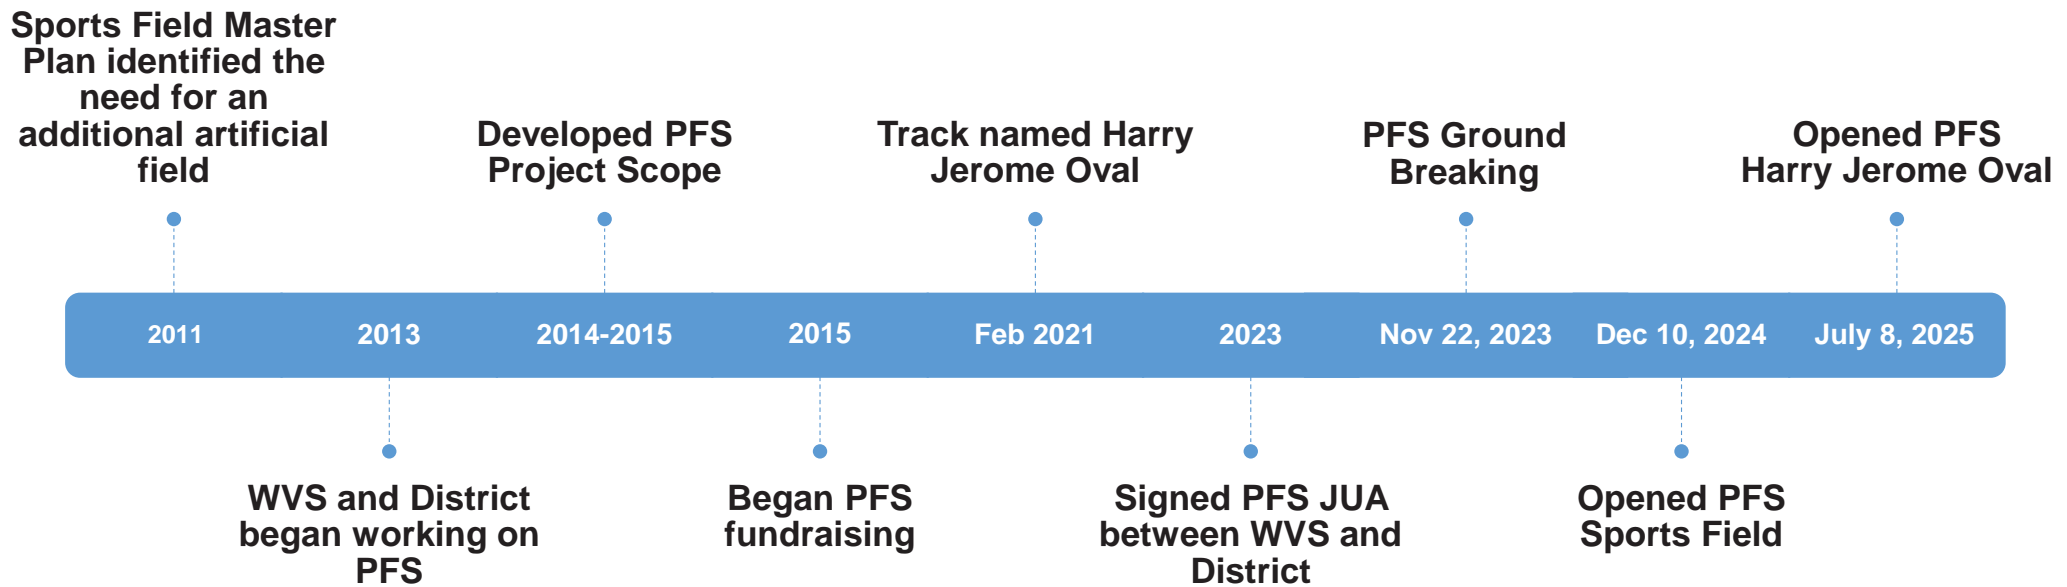 Sports Field Master
Plan identified the
need for an
additional artificial
field
Developed PFS
Project Scope
Track named Harry
Jerome Oval
PFS Ground
Breaking
Opened PFS
Harry Jerome Oval
2011
2013
2014-2015
2015
Feb 2021
2023
Nov 22, 2023
Dec 10, 2024
July 8, 2025
WVS and District
began working on
PFS
Began PFS
fundraising
Signed PFS JUA
between WVS and
District
Opened PFS
Sports Field